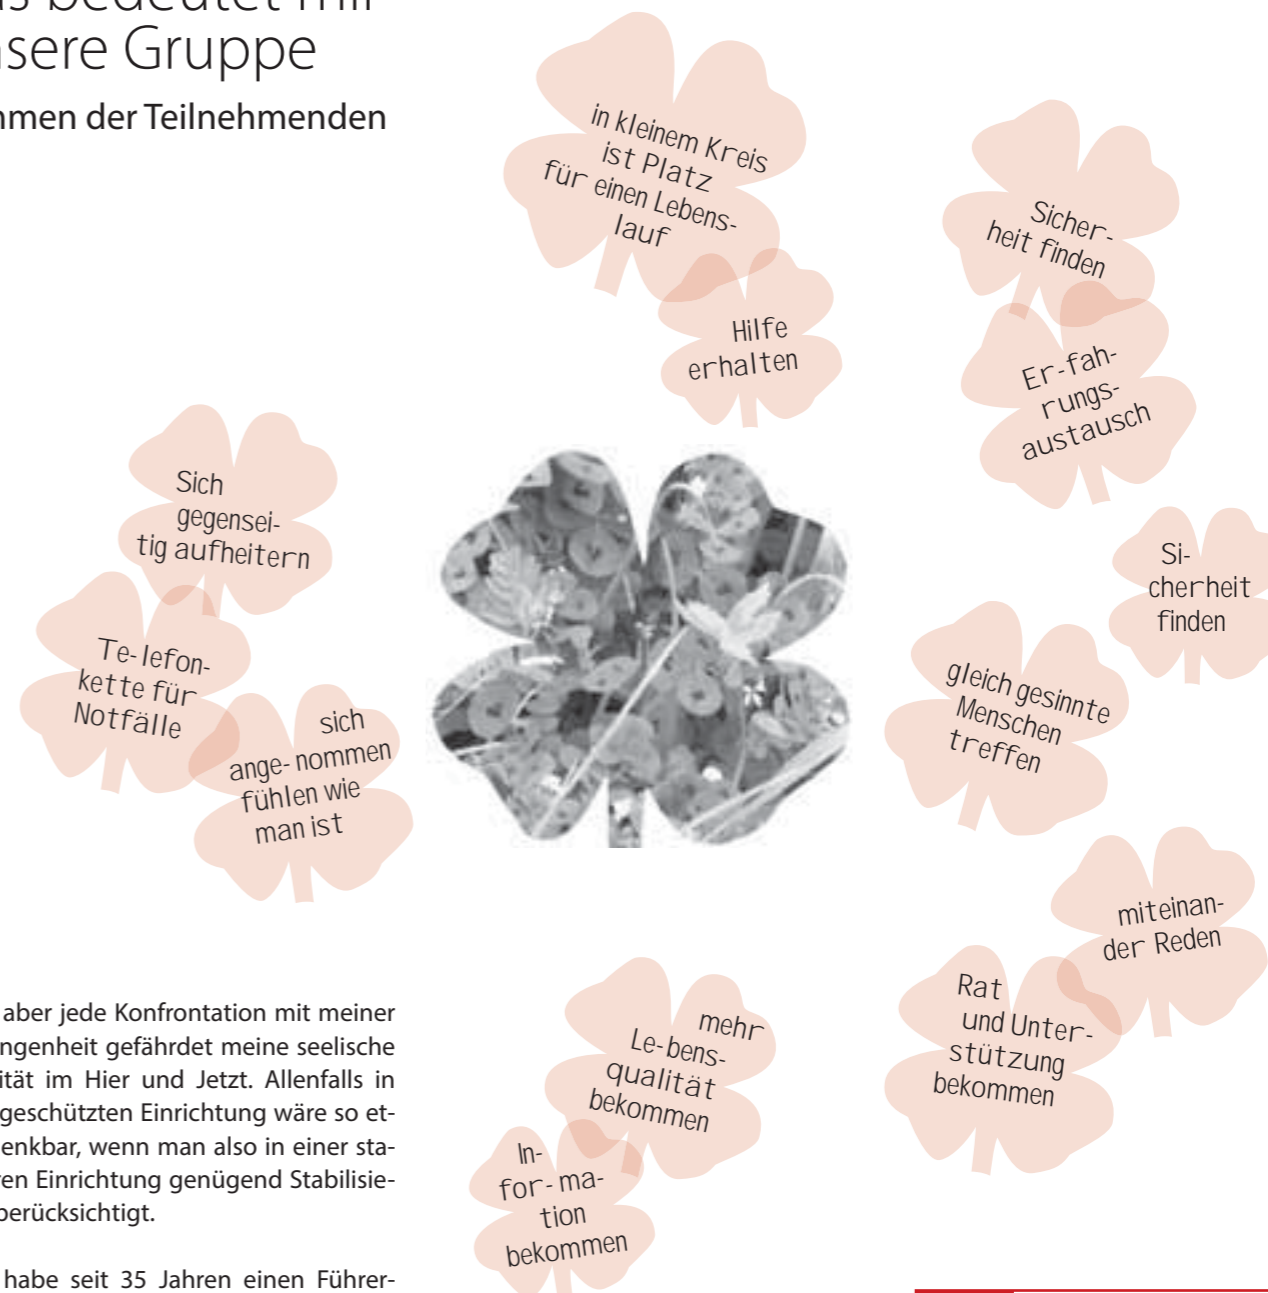 as bedeutet mir
nsere Gruppe
mmen der Teilnehmenden
in kleinem Kreis
ist Platz
für einen Lebens-
lauf
Hilfe
erhalten
Sicher-
heit finden
Er-fah-
rungs-
austausch
Sich
gegensei-
tig aufheitern
Te-lefon-
kette für
Notfälle
sich
ange-nommen
fühlen wie
man ist
Si-
cherheit
finden
gleich gesinnte
Menschen
treffen
miteinan-
der Reden
Rat
und Unter-
stützung
bekommen
mehr
Le-bens-
qualität
bekommen
In-
for-ma-
tion
bekommen
aber jede Konfrontation mit meiner
ngenheit gefährdet meine seelische
ität im Hier und Jetzt. Allenfalls in
geschützten Einrichtung wäre so et-
enkbar, wenn man also in einer sta-
ren Einrichtung genügend Stabilisie-
berücksichtigt.
habe seit 35 Jahren einen Führer-